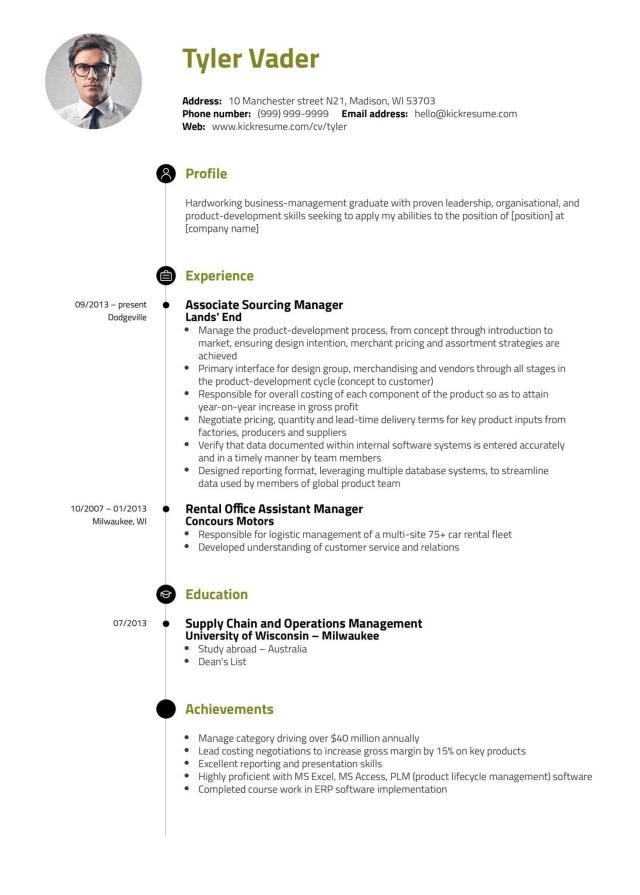 Tyler Vader
Address: 10 Manchester street N21, Madison, WI 53703
Phone number: (999) 999-9999 Email address: hello@kickresume.com
Web: www.kickresume.com/cv/tyler
Profile
Hardworking business-management graduate with proven leadership, organisational, and
product-development skills seeking to apply my abilities to the position of [position] at
[company name]
Experience
09/2013 – present
Dodgeville
Associate Sourcing Manager
Lands' End
• Manage the product-development process, from concept through introduction to
market, ensuring design intention, merchant pricing and assortment strategies are
achieved
• Primary interface for design group, merchandising and vendors through all stages in
the product-development cycle (concept to customer)
• Responsible for overall costing of each component of the product so as to attain
year-on-year increase in gross profit
• Negotiate pricing, quantity and lead-time delivery terms for key product inputs from
factories, producers and suppliers
• Verify that data documented within internal software systems is entered accurately
and in a timely manner by team members
• Designed reporting format, leveraging multiple database systems, to streamline
data used by members of global product team
10/2007 – 01/2013
Milwaukee, WI
Rental Office Assistant Manager
Concours Motors
• Responsible for logistic management of a multi-site 75+ car rental fleet
• Developed understanding of customer service and relations
Education
07/2013
Supply Chain and Operations Management
University of Wisconsin – Milwaukee
• Study abroad – Australia
• Dean's List
Achievements
• Manage category driving over $40 million annually
• Lead costing negotiations to increase gross margin by 15% on key products
• Excellent reporting and presentation skills
• Highly proficient with MS Excel, MS Access, PLM (product lifecycle management) software
• Completed course work in ERP software implementation